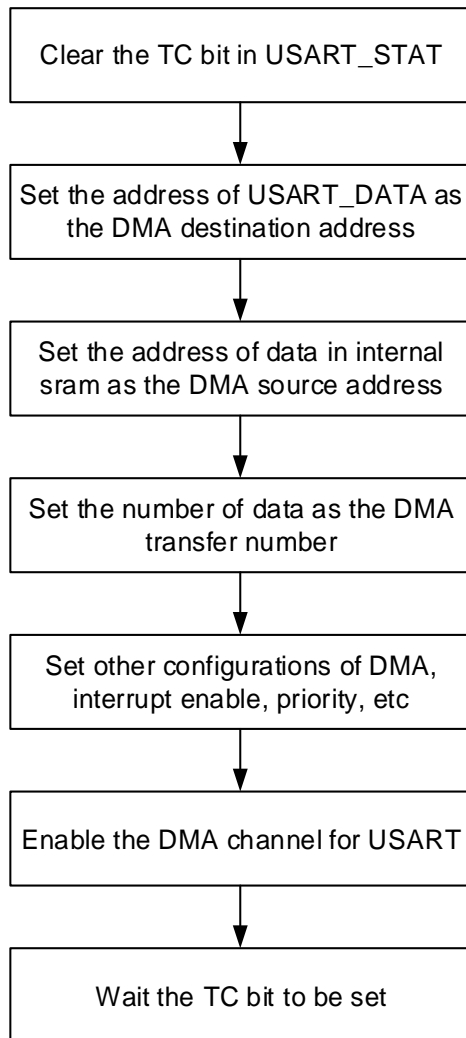 Clear the TC bit in USART_STAT
Set the address of USART_DATA as
the DMA destination address
Set the address of data in internal
sram as the DMA source address
Set the number of data as the DMA
transfer number
Set other configurations of DMA,
interrupt enable, priority, etc
Enable the DMA channel for USART
Wait the TC bit to be set